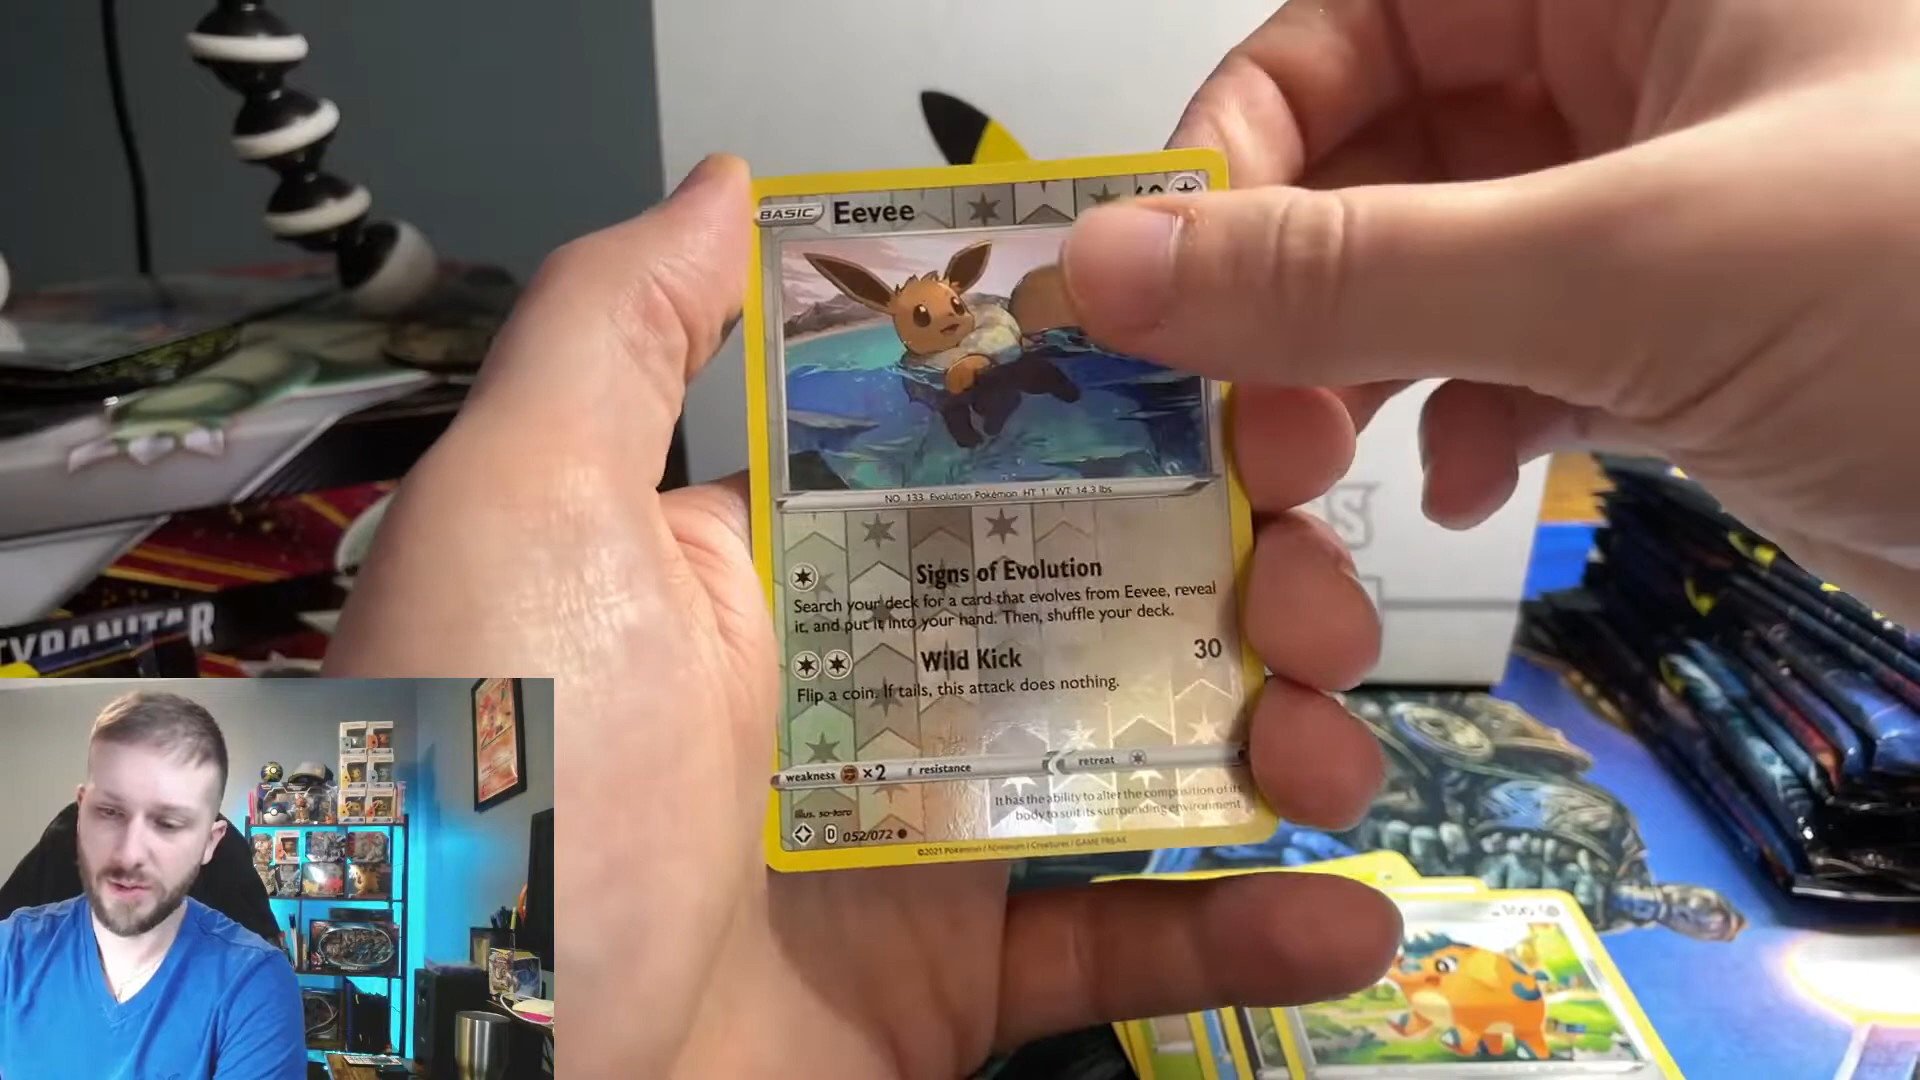 BASIC Eevee
NO. 133 Evolution Pokémon HT 1' WT 14.3 lbs
Signs of Evolution
Search your deck for a card that evolves from Eevee, reveal
it, and put it into your hand. Then, shuffle your deck.
Wild Kick 30
Flip a coin. If tails, this attack does nothing.
weakness ×2 resistance retreat
It has the ability to alter the composition of its
body to suit its surrounding environment
illus. so-taro
D 052/072
©2021 Pokémon / Nintendo / Creatures / GAME FREAK
TYRANITAR